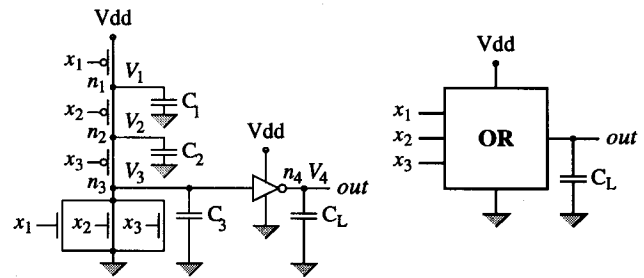 Vdd
x1
n1 V1
C1
x2
n2 V2
C2
x3
n3 V3
Vdd
n4 V4 out
C3
CL
x1 x2 x3
Vdd
x1
x2
x3
OR
out
CL